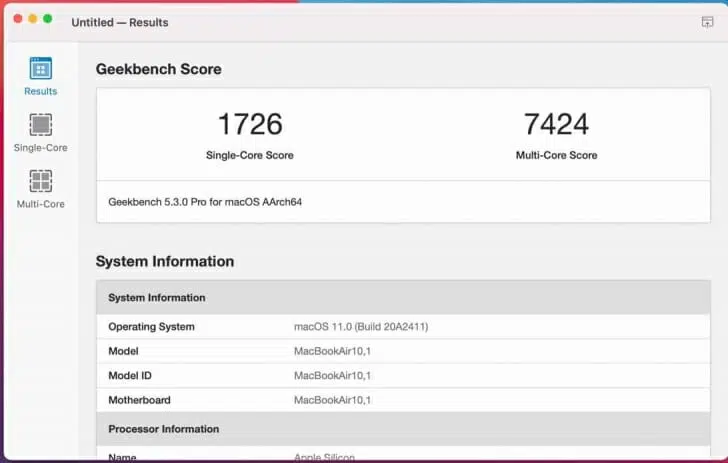 Untitled — Results
Results
Single-Core
Multi-Core
Geekbench Score
1726 7424
Single-Core Score Multi-Core Score
Geekbench 5.3.0 Pro for macOS AArch64
System Information
System Information
Operating System macOS 11.0 (Build 20A2411)
Model MacBookAir10,1
Model ID MacBookAir10,1
Motherboard MacBookAir10,1
Processor Information
Name Apple Silicon